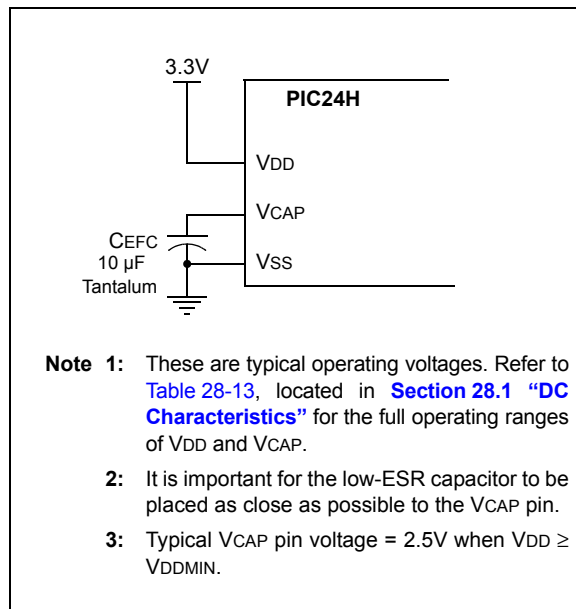 3.3V
PIC24H
VDD
VCAP
CEFC
10 µF
Tantalum
VSS
Note 1: These are typical operating voltages. Refer to
Table 28-13, located in Section 28.1 “DC
Characteristics” for the full operating ranges
of VDD and VCAP.
2: It is important for the low-ESR capacitor to be
placed as close as possible to the VCAP pin.
3: Typical VCAP pin voltage = 2.5V when VDD ≥
VDDMIN.